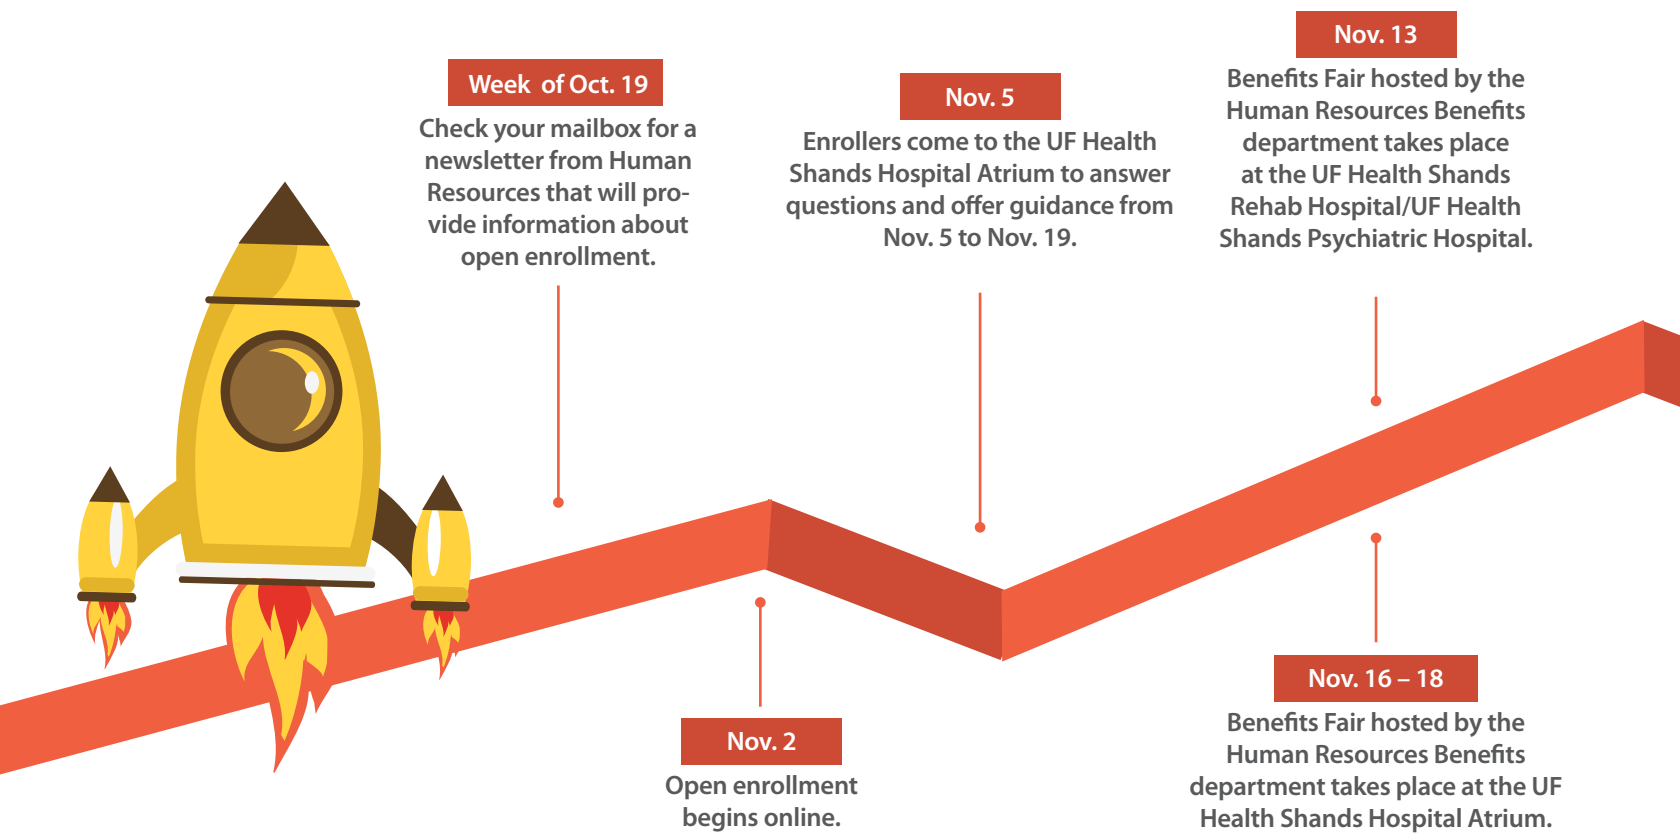 Week of Oct. 19
Check your mailbox for a
newsletter from Human
Resources that will pro-
vide information about
open enrollment.
Nov. 2
Open enrollment
begins online.
Nov. 5
Enrollers come to the UF Health
Shands Hospital Atrium to answer
questions and offer guidance from
Nov. 5 to Nov. 19.
Nov. 13
Benefits Fair hosted by the
Human Resources Benefits
department takes place
at the UF Health Shands
Rehab Hospital/UF Health
Shands Psychiatric Hospital.
Nov. 16 – 18
Benefits Fair hosted by the
Human Resources Benefits
department takes place at the UF
Health Shands Hospital Atrium.